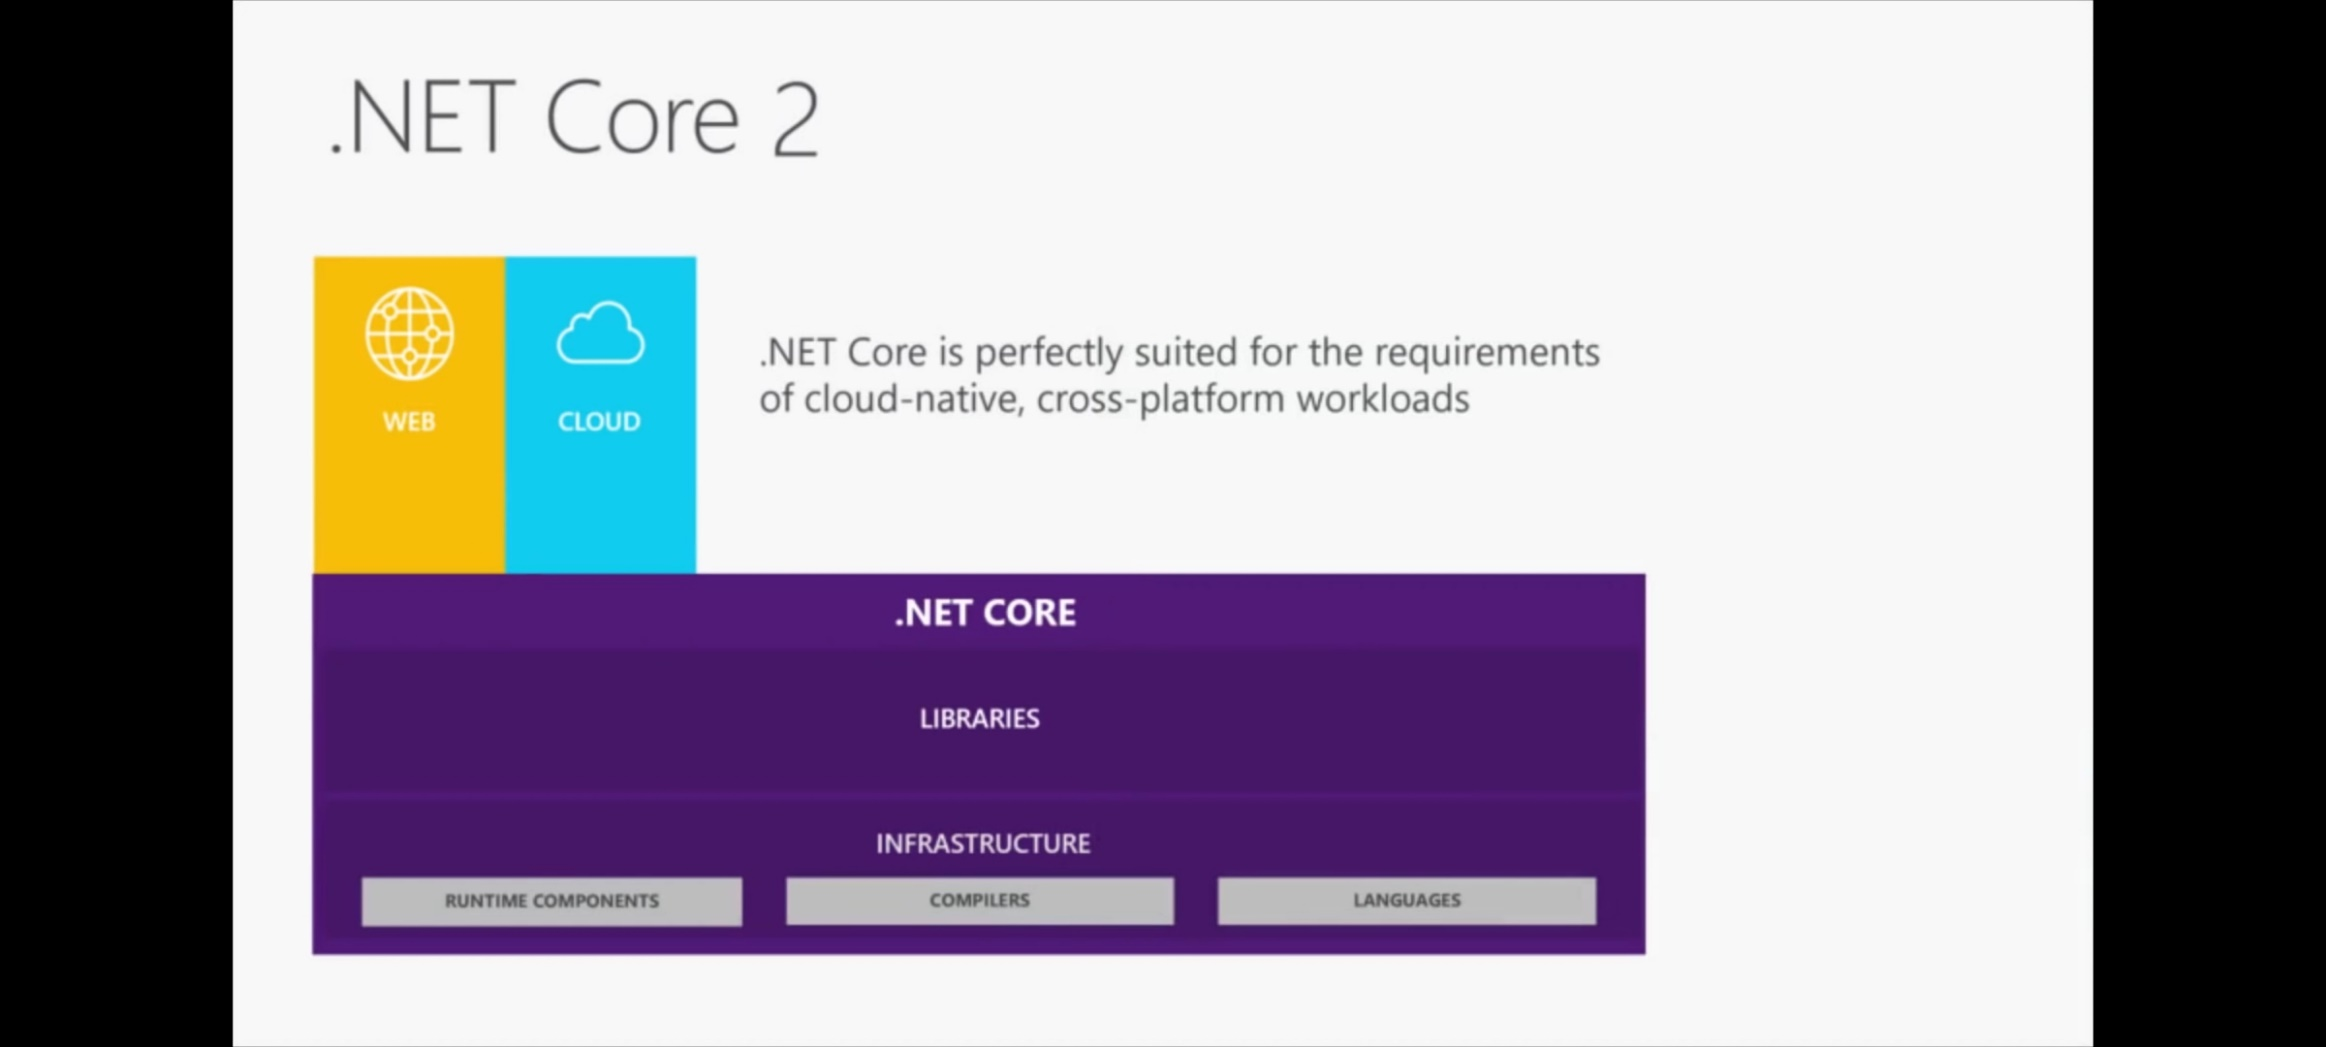 .NET Core 2
WEB
CLOUD
.NET Core is perfectly suited for the requirements
of cloud-native, cross-platform workloads
.NET CORE
LIBRARIES
INFRASTRUCTURE
RUNTIME COMPONENTS
COMPILERS
LANGUAGES